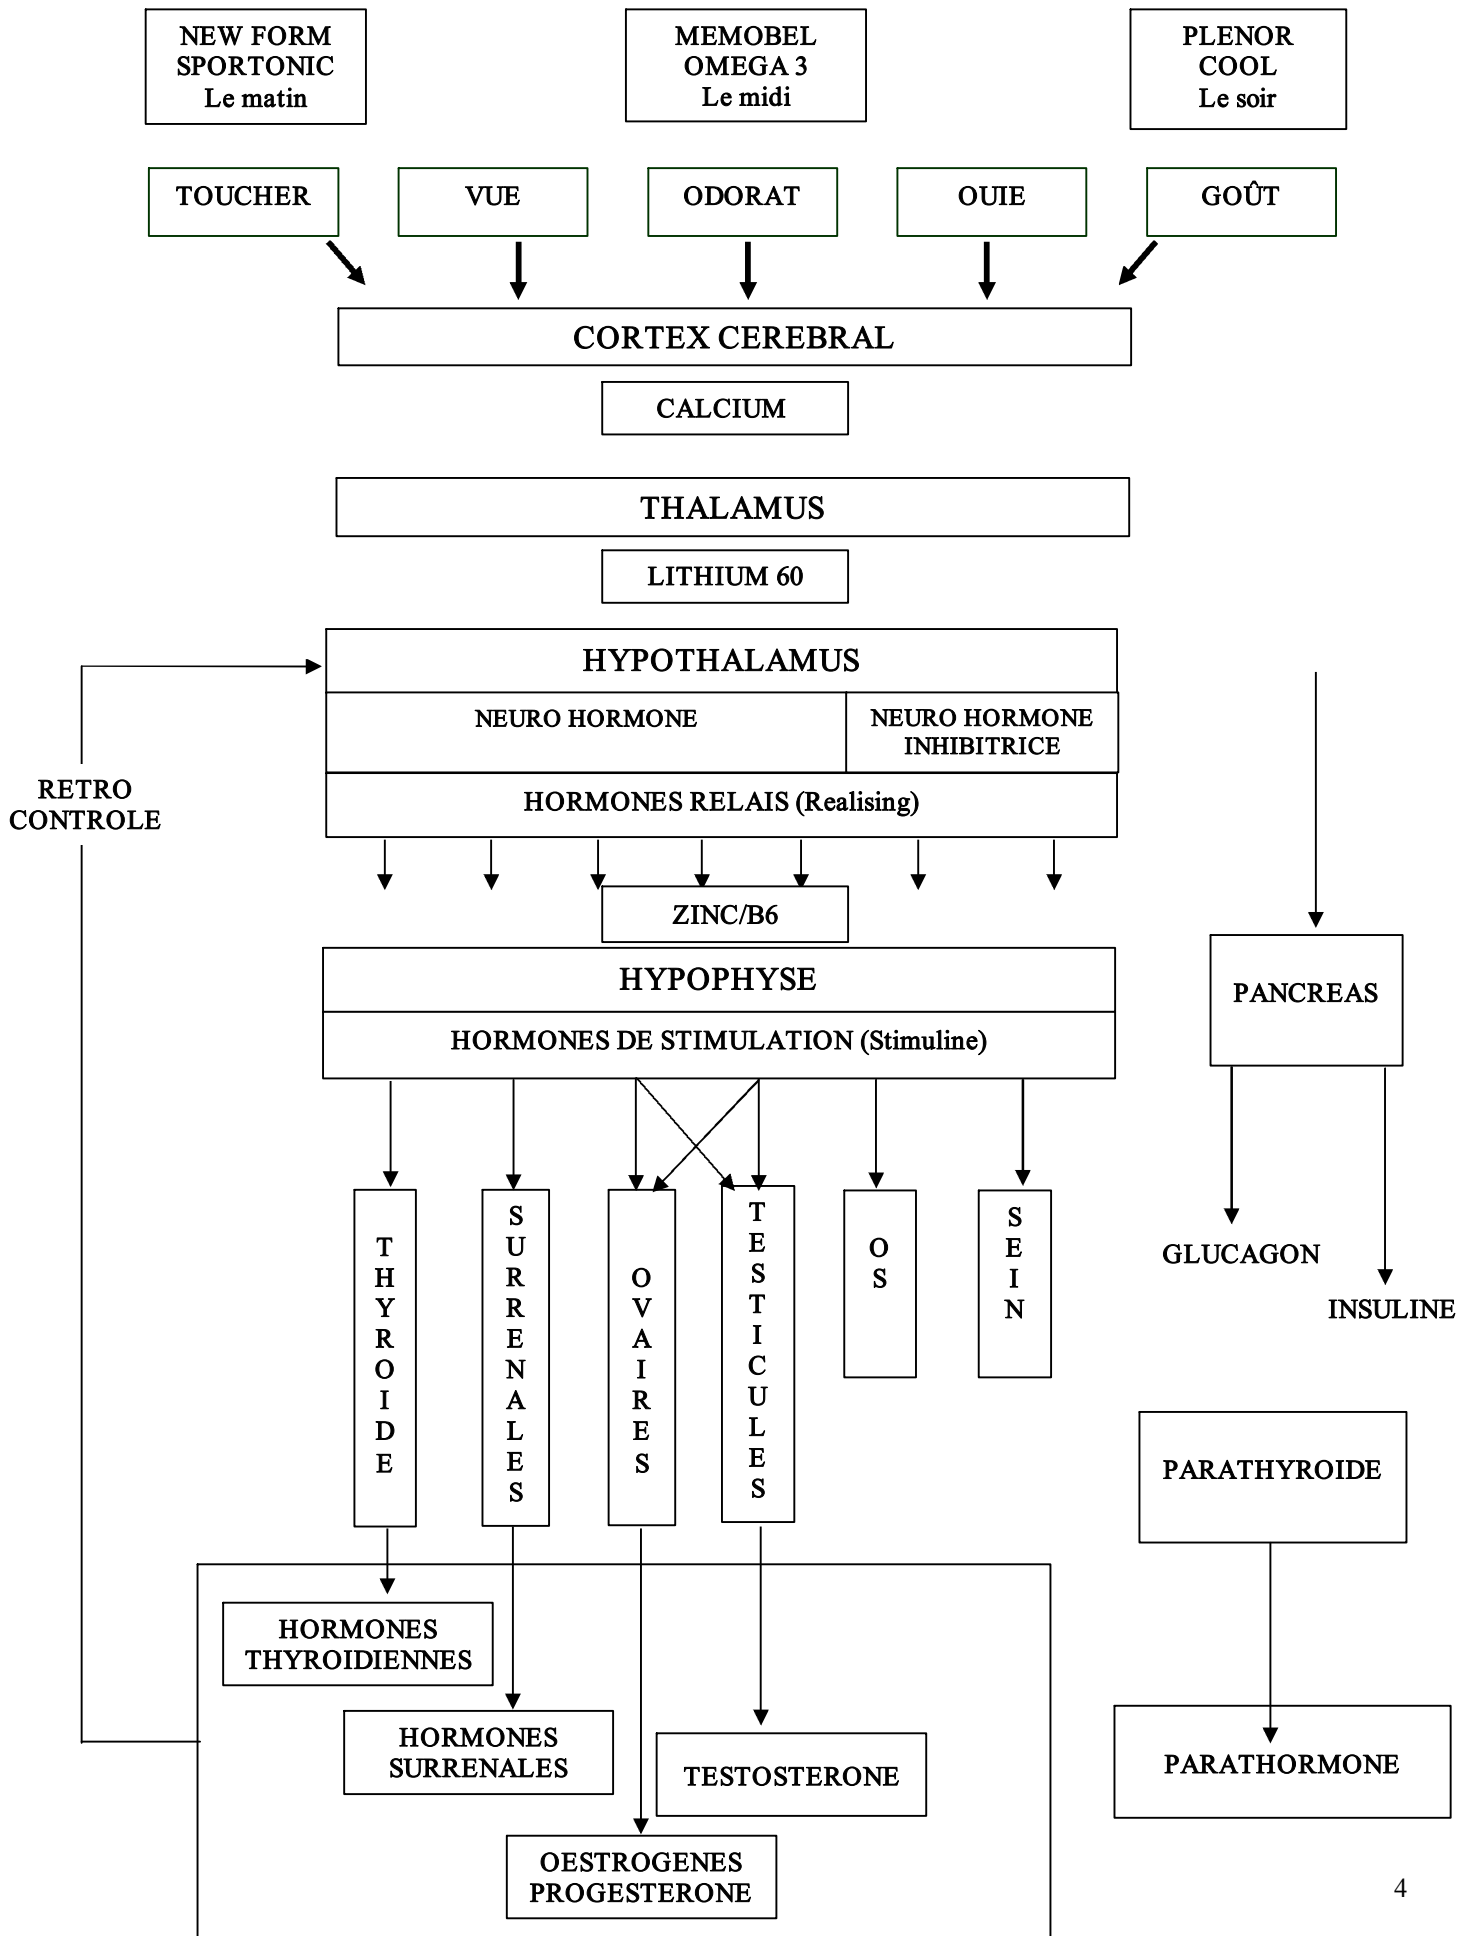 NEW FORM
SPORTONIC
Le matin
MEMOBEL
OMEGA 3
Le midi
PLENOR
COOL
Le soir
TOUCHER
VUE
ODORAT
OUIE
GOÛT
CORTEX CEREBRAL
CALCIUM
THALAMUS
LITHIUM 60
HYPOTHALAMUS
NEURO HORMONE
NEURO HORMONE
INHIBITRICE
HORMONES RELAIS (Realising)
RETRO
CONTROLE
ZINC/B6
HYPOPHYSE
HORMONES DE STIMULATION (Stimuline)
PANCREAS
GLUCAGON
INSULINE
THYROIDE
SURRENALES
OVAIRES
TESTICULES
OS
SEIN
PARATHYROIDE
PARATHORMONE
HORMONES
THYROIDIENNES
HORMONES
SURRENALES
TESTOSTERONE
OESTROGENES
PROGESTERONE
4